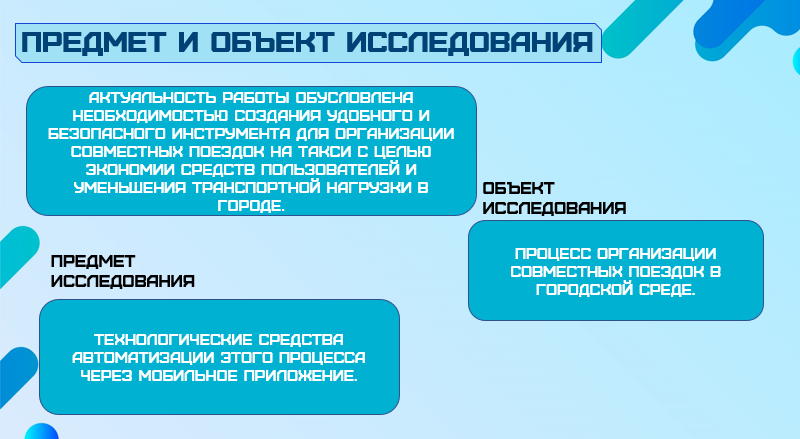 ПРЕДМЕТ И ОБЪЕКТ ИССЛЕДОВАНИЯ
АКТУАЛЬНОСТЬ РАБОТЫ ОБУСЛОВЛЕНА
НЕОБХОДИМОСТЬЮ СОЗДАНИЯ УДОБНОГО И
БЕЗОПАСНОГО ИНСТРУМЕНТА ДЛЯ ОРГАНИЗАЦИИ
СОВМЕСТНЫХ ПОЕЗДОК НА ТАКСИ С ЦЕЛЬЮ
ЭКОНОМИИ СРЕДСТВ ПОЛЬЗОВАТЕЛЕЙ И
УМЕНЬШЕНИЯ ТРАНСПОРТНОЙ НАГРУЗКИ В
ГОРОДЕ.
ОБЪЕКТ
ИССЛЕДОВАНИЯ
ПРОЦЕСС ОРГАНИЗАЦИИ
СОВМЕСТНЫХ ПОЕЗДОК В
ГОРОДСКОЙ СРЕДЕ.
ПРЕДМЕТ
ИССЛЕДОВАНИЯ
ТЕХНОЛОГИЧЕСКИЕ СРЕДСТВА
АВТОМАТИЗАЦИИ ЭТОГО ПРОЦЕССА
ЧЕРЕЗ МОБИЛЬНОЕ ПРИЛОЖЕНИЕ.